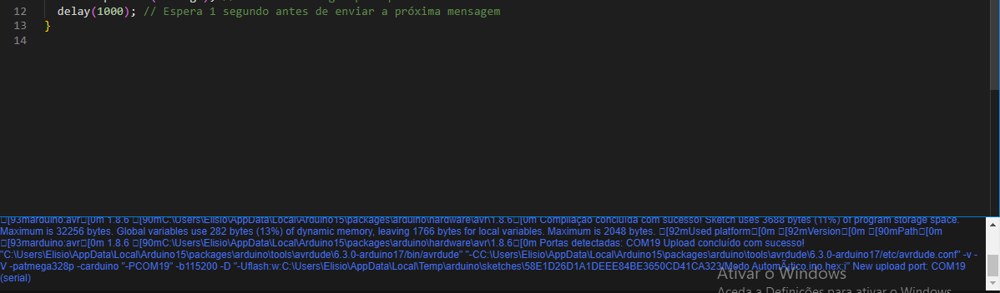 12 delay(1000); // Espera 1 segundo antes de enviar a próxima mensagem
13 }
14
□[93marduino:avr□[0m 1.8.6 □[90mC:\Users\Elisio\AppData\Local\Arduino15\packages\arduino\hardware\avr\1.8.6□[0m Compilação concluída com sucesso! Sketch uses 3688 bytes (11%) of program storage space.
Maximum is 32256 bytes. Global variables use 282 bytes (13%) of dynamic memory, leaving 1766 bytes for local variables. Maximum is 2048 bytes. □[92mUsed platform□[0m □[92mVersion□[0m □[90mPath□[0m
□[93marduino:avr□[0m 1.8.6 □[90mC:\Users\Elisio\AppData\Local\Arduino15\packages\arduino\hardware\avr\1.8.6□[0m Portas detectadas: COM19 Upload concluído com sucesso!
"C:\Users\Elisio\AppData\Local\Arduino15\packages\arduino\tools\avrdude\6.3.0-arduino17/bin/avrdude" "-CC:\Users\Elisio\AppData\Local\Arduino15\packages\arduino\tools\avrdude\6.3.0-arduino17/etc/avrdude.conf" -v -
V -patmega328p -carduino "-PCOM19" -b115200 -D "-Uflash:w:C:\Users\Elisio\AppData\Local\Temp\arduino\sketches\58E1D26D1A1DEEE84BE3650CD41CA323/Modo AutomÃ¡tico.ino.hex:i" New upload port: COM19
(serial)
Ativar o Windows
Aceda a Definições para ativar o Windows.